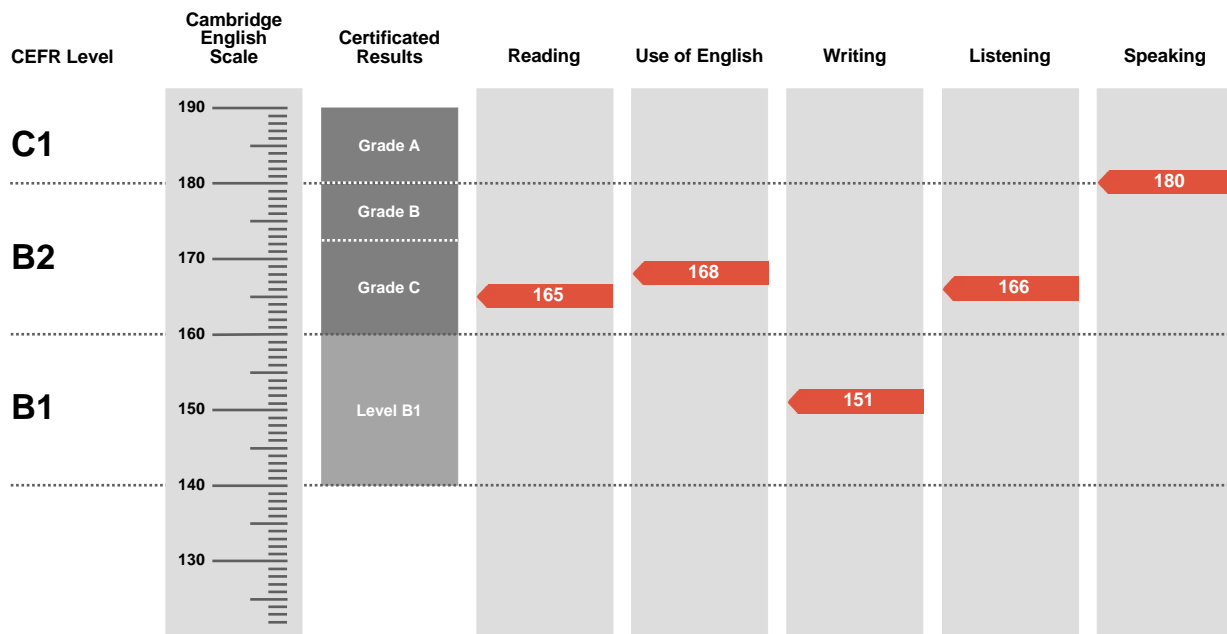 CEFR Level
Cambridge
English
Scale
Certificated
Results
Reading
Use of English
Writing
Listening
Speaking
190
C1
Grade A
180
180
Grade B
B2
170
168
Grade C
165
166
160
B1
150
Level B1
151
140
130